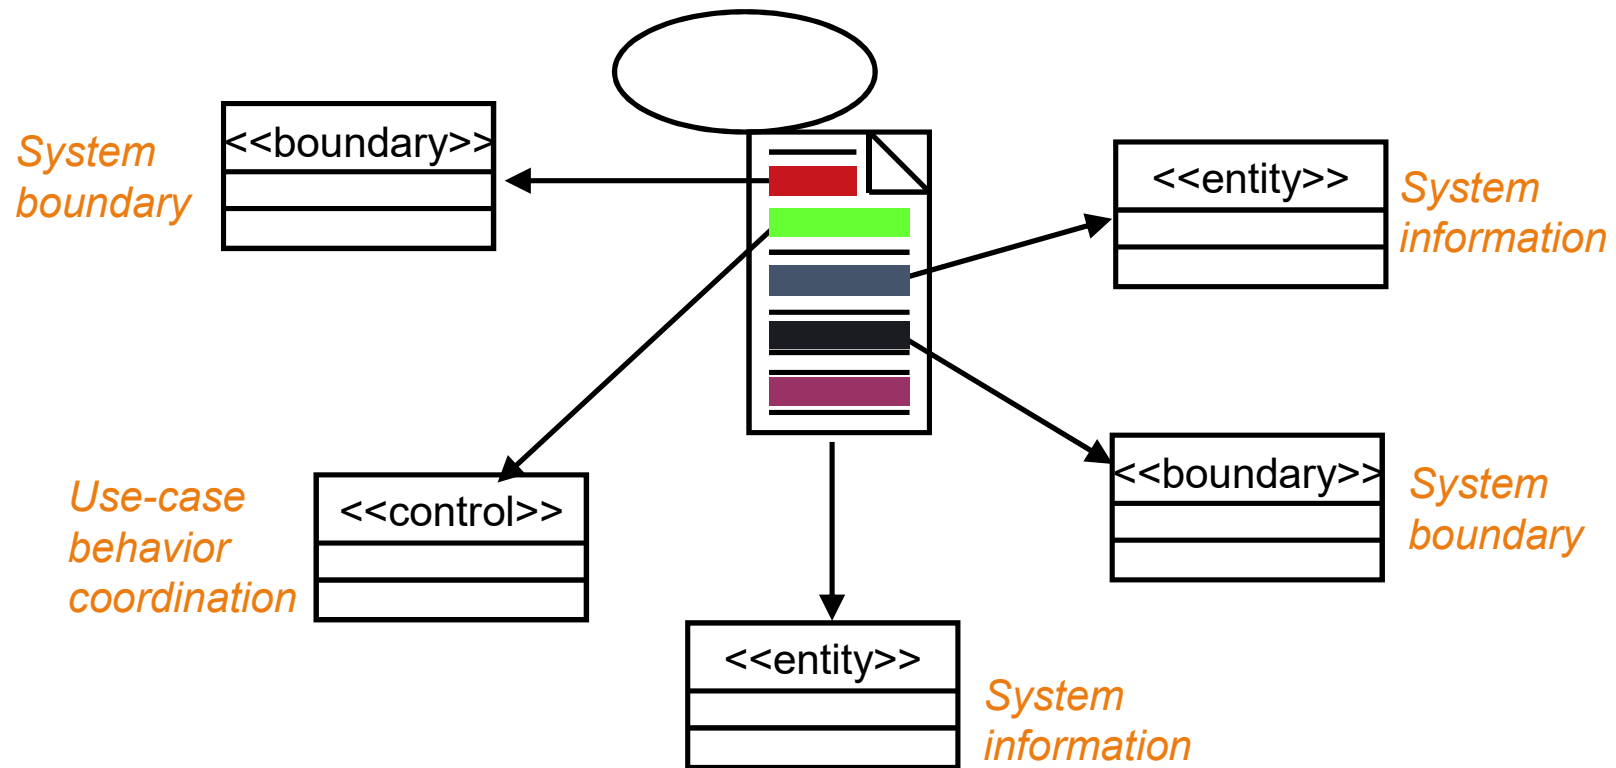 <<boundary>>
System
boundary
<<entity>>
System
information
Use-case
behavior
coordination
<<control>>
<<boundary>>
System
boundary
<<entity>>
System
information